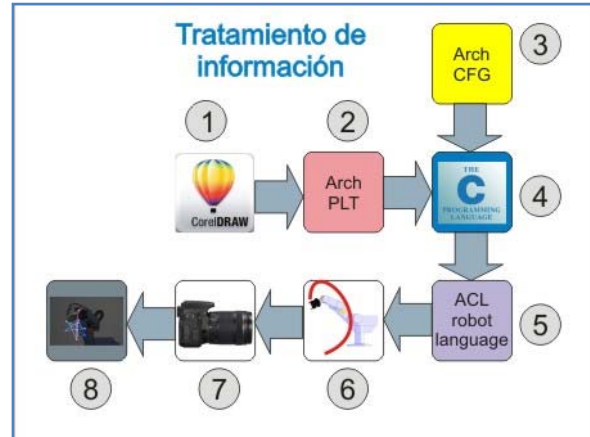 Tratamiento de
información
3
Arch
CFG
1
2
CorelDRAW
Arch
PLT
THE
C
PROGRAMMING
LANGUAGE
4
ACL
robot
language
5
8
7
6